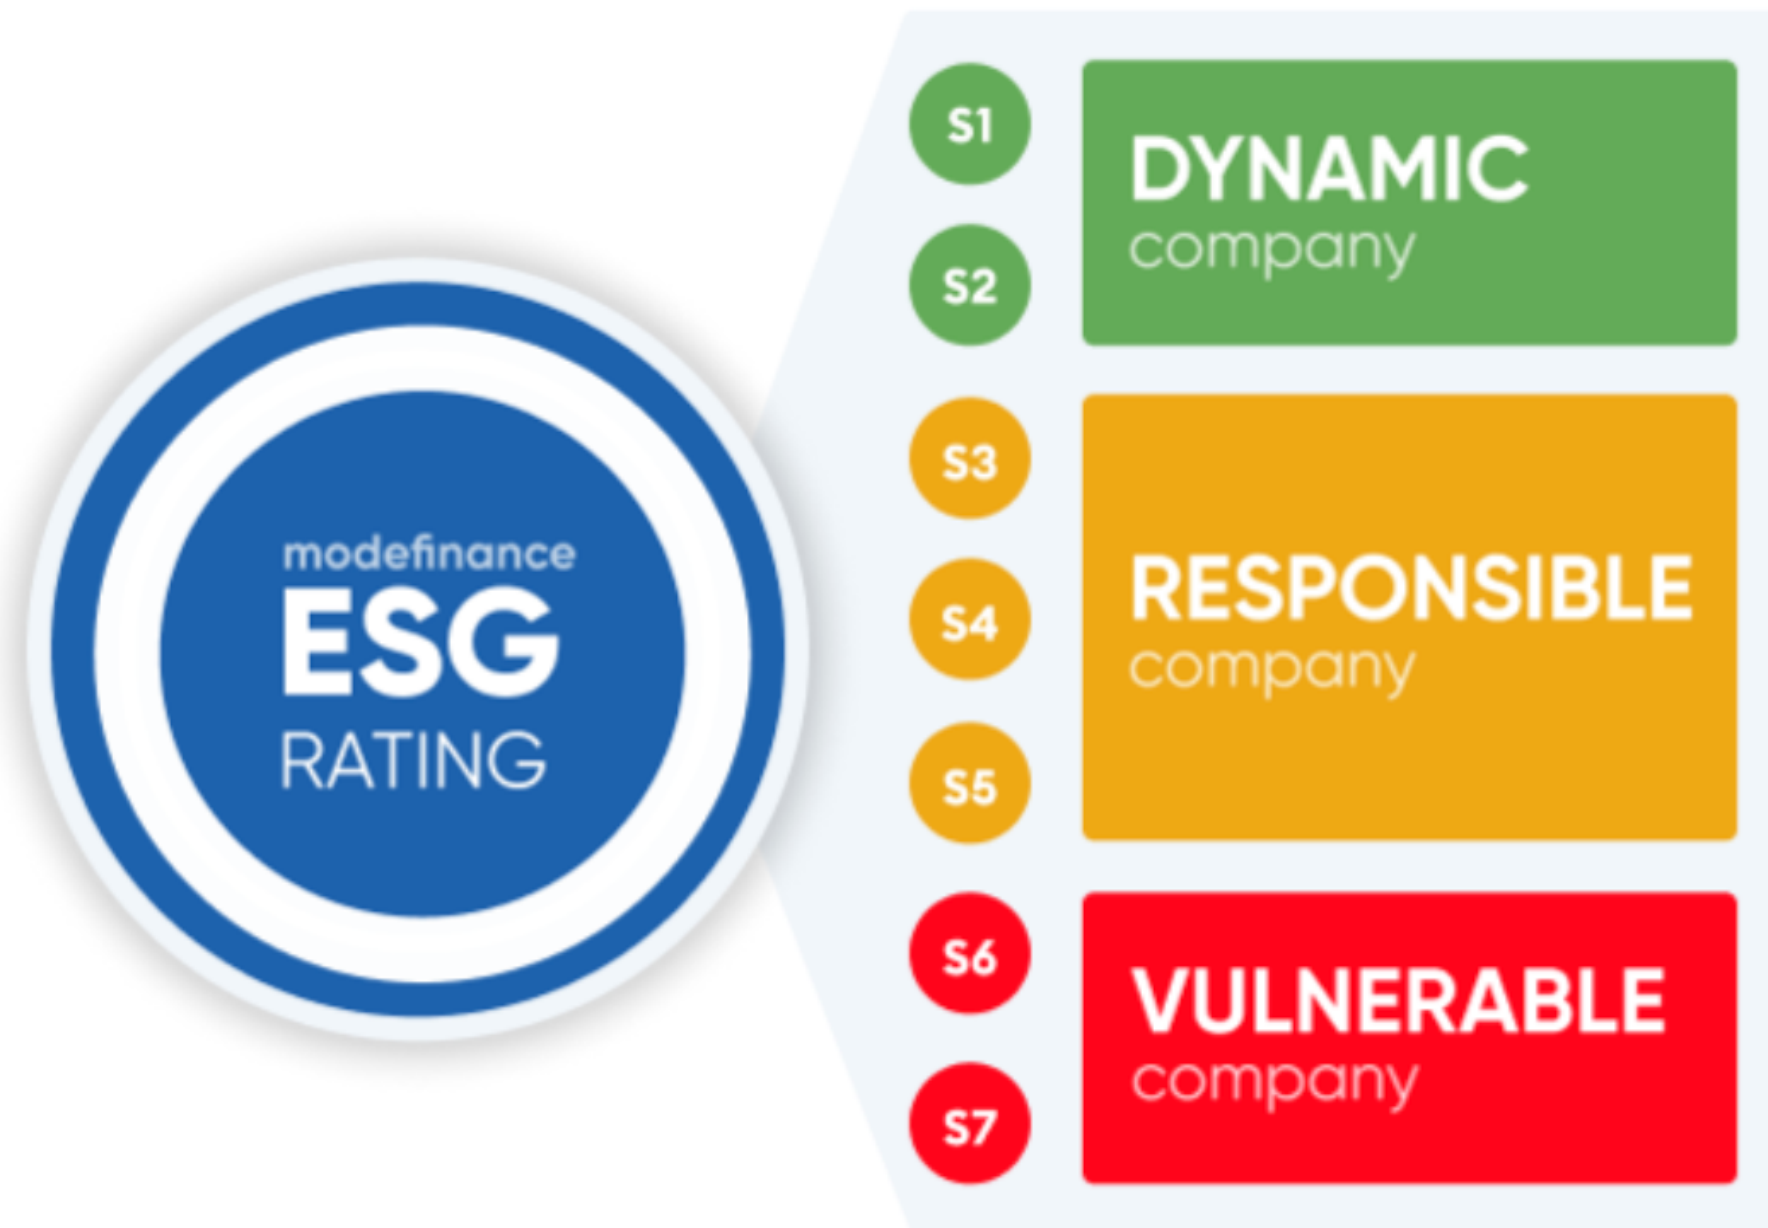 modefinance
ESG
RATING
S1
S2
DYNAMIC
company
S3
S4
S5
RESPONSIBLE
company
S6
S7
VULNERABLE
company